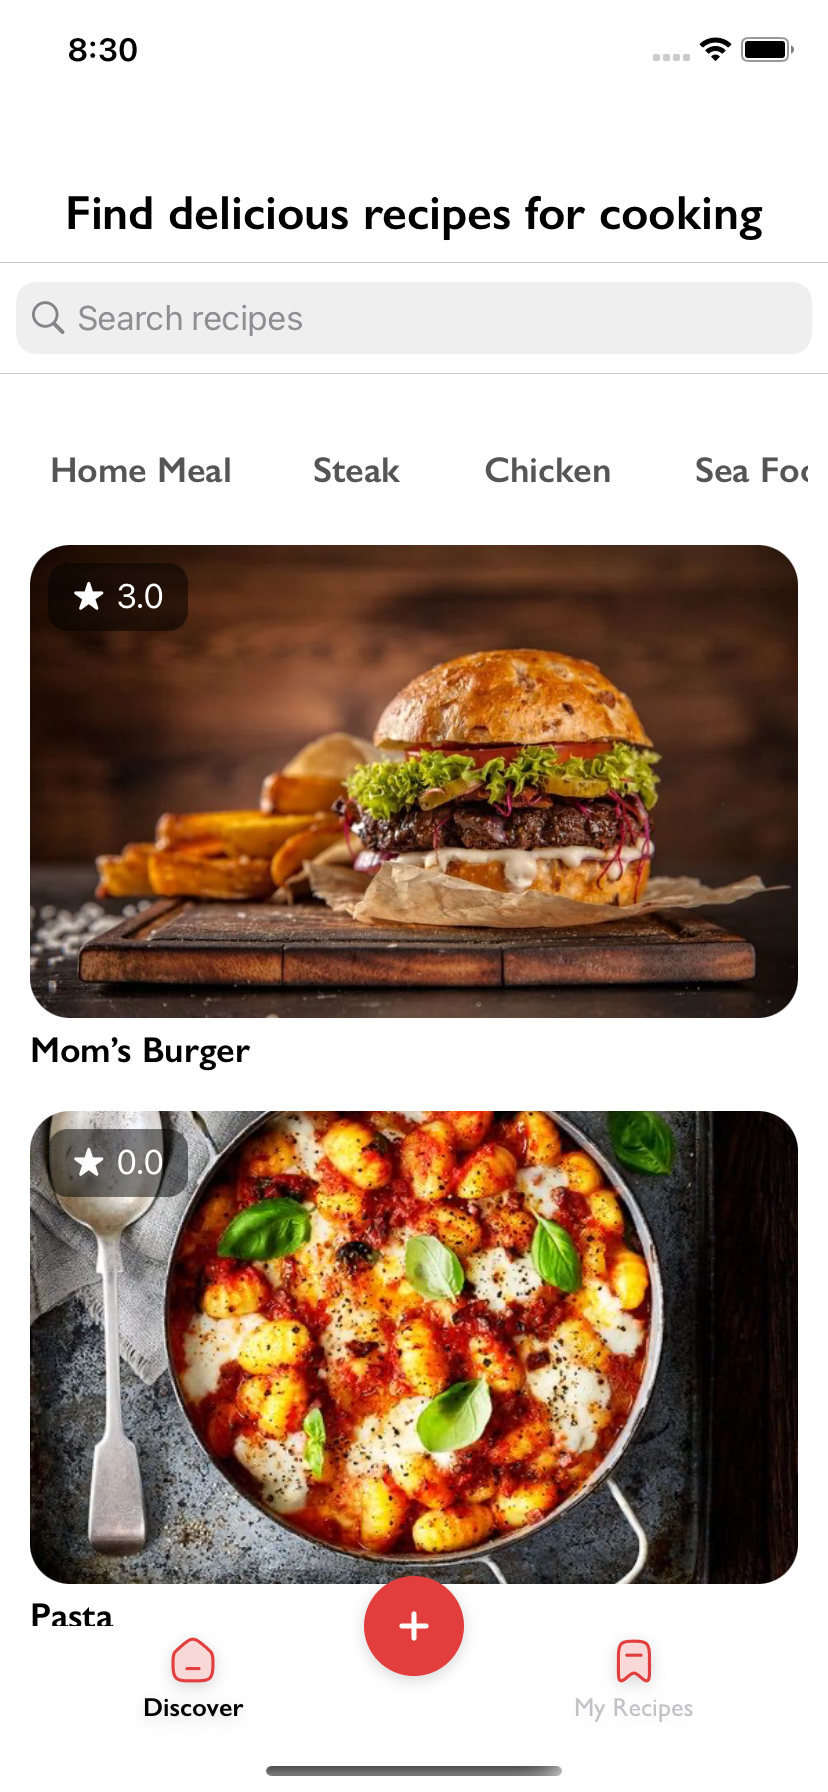 8:30
Find delicious recipes for cooking
Search recipes
Home Meal Steak Chicken Sea Foo
3.0
Mom’s Burger
0.0
Pasta
Discover My Recipes